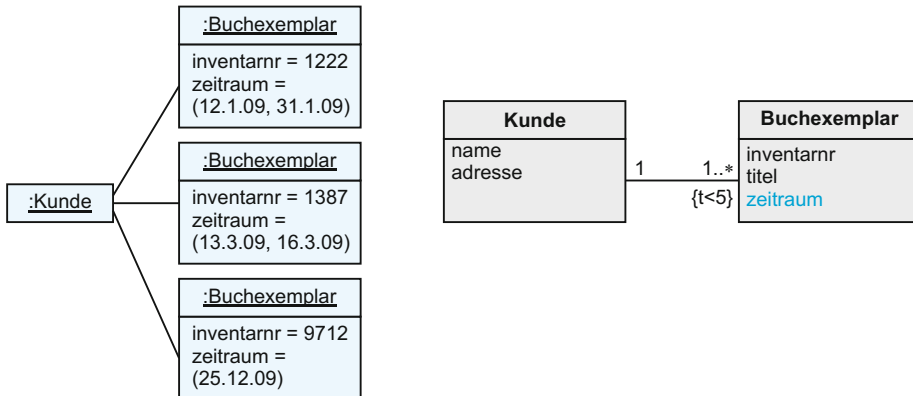 :Buchexemplar
inventarnr = 1222
zeitraum =
(12.1.09, 31.1.09)
:Kunde
:Buchexemplar
inventarnr = 1387
zeitraum =
(13.3.09, 16.3.09)
:Buchexemplar
inventarnr = 9712
zeitraum =
(25.12.09)
Kunde
name
adresse
1
1..*
{t<5}
Buchexemplar
inventarnr
titel
zeitraum